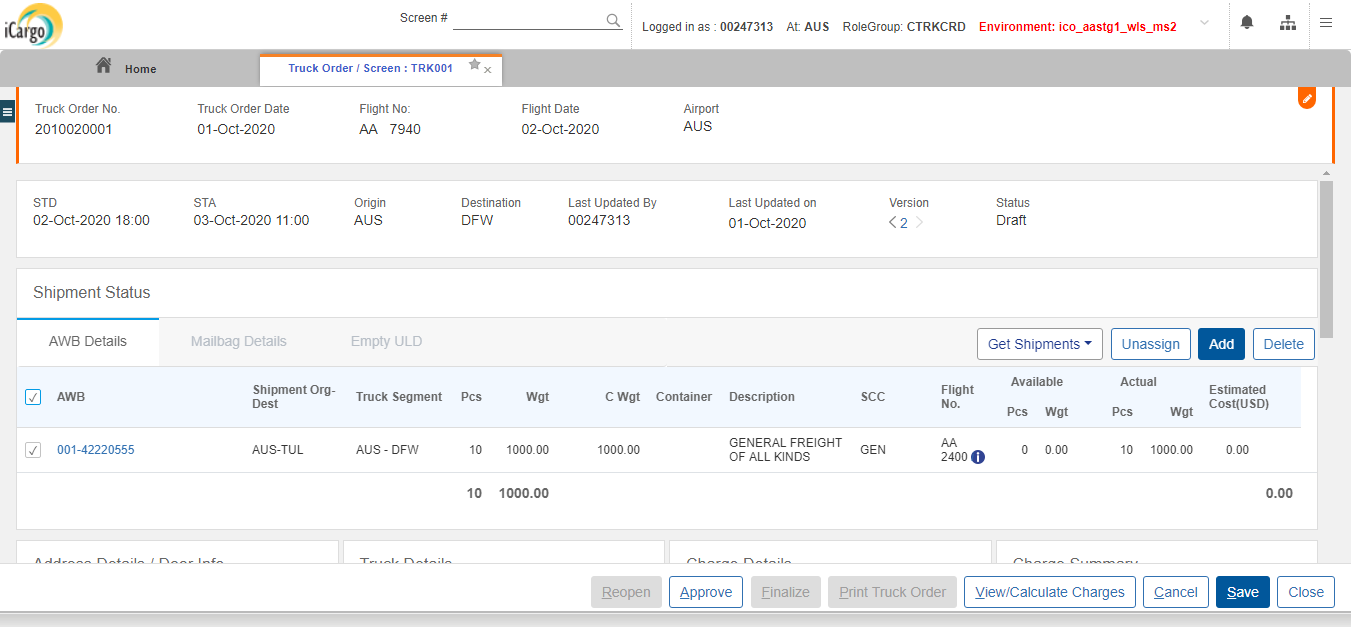 iCargo
Screen #
Logged in as : 00247313 At: AUS RoleGroup: CTRKCRD Environment: ico_aastg1_wls_ms2
Home
Truck Order / Screen : TRK001
Truck Order No. Truck Order Date Flight No: Flight Date Airport
2010020001 01-Oct-2020 AA 7940 02-Oct-2020 AUS
STD STA Origin Destination Last Updated By Last Updated on Version Status
02-Oct-2020 18:00 03-Oct-2020 11:00 AUS DFW 00247313 01-Oct-2020 2 Draft
Shipment Status
AWB Details Mailbag Details Empty ULD Get Shipments Unassign Add Delete
AWB Shipment Org-Dest Truck Segment Pcs Wgt C Wgt Container Description SCC Flight No. Available Pcs Wgt Actual Pcs Wgt Estimated Cost(USD)
001-42220555 AUS-TUL AUS - DFW 10 1000.00 1000.00 GENERAL FREIGHT OF ALL KINDS GEN AA 2400 0 0.00 10 1000.00 0.00
10 1000.00 0.00
Address Details / Door Info Truck Details Charge Details Charge Summary
Reopen Approve Finalize Print Truck Order View/Calculate Charges Cancel Save Close